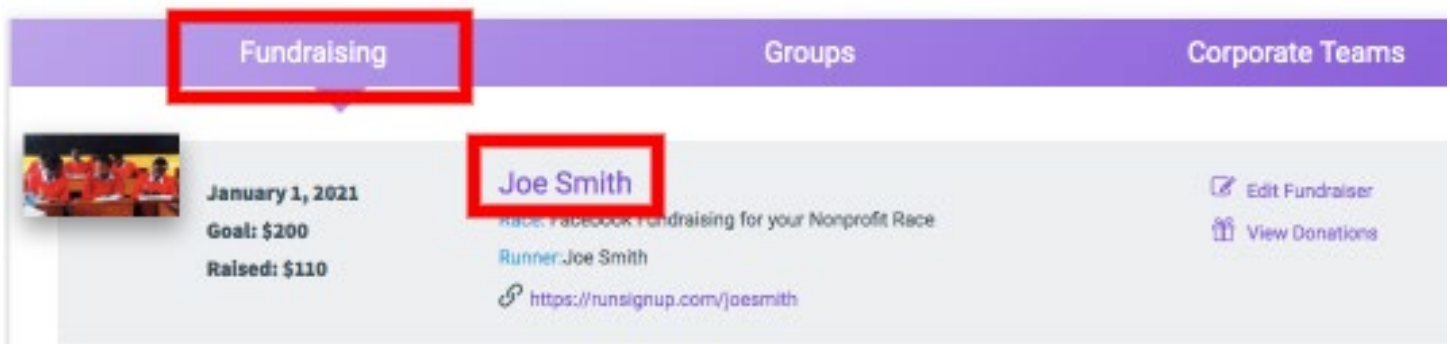 Fundraising
Groups
Corporate Teams
January 1, 2021
Goal: $200
Raised: $110
Joe Smith
Race: Facebook Fundraising for your Nonprofit Race
Runner:Joe Smith
https://runsignup.com/joesmith
Edit Fundraiser
View Donations